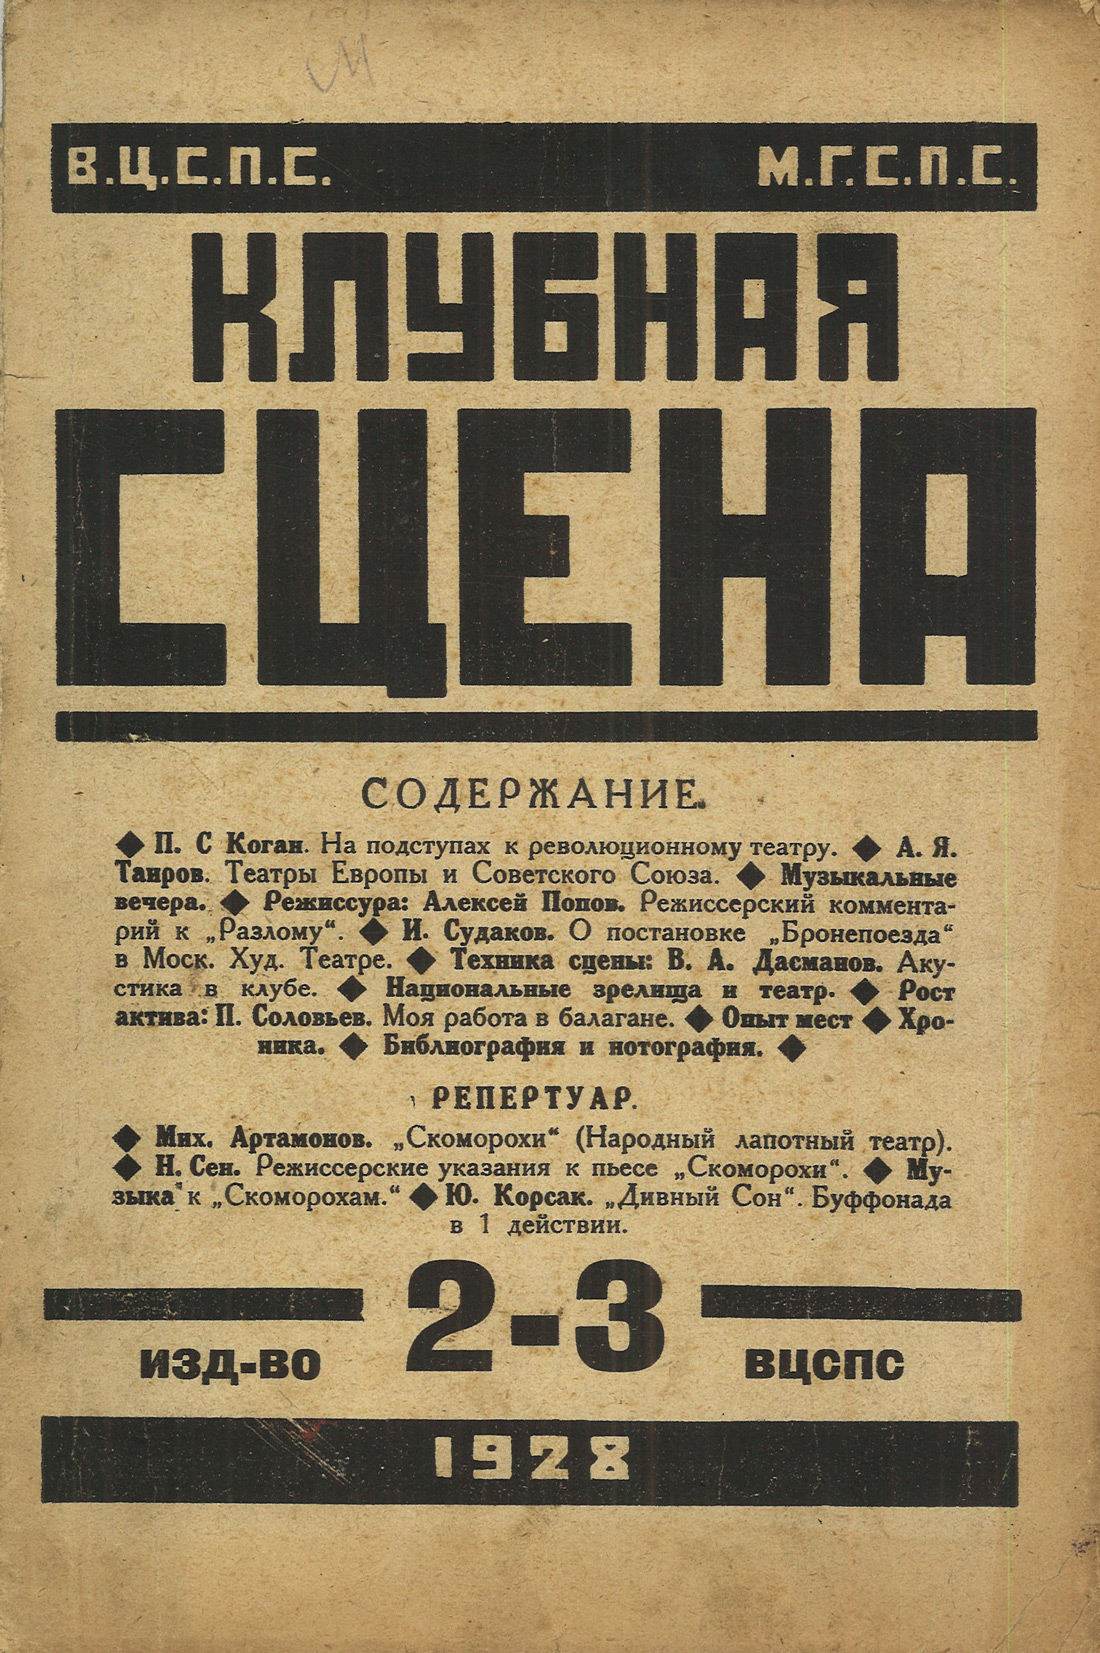 В.Ц.С.П.С. М.Г.С.П.С.
КЛУБНАЯ
СЦЕНА
СОДЕРЖАНИЕ.
◆ П. С Коган. На подступах к революционному театру. ◆ А. Я.
Таиров. Театры Европы и Советского Союза. ◆ Музыкальные
вечера. ◆ Режиссура: Алексей Попов. Режиссерский коммента-
рий к „Разлому“. ◆ И. Судаков. О постановке „Бронепоезда“
в Моск. Худ. Театре. ◆ Техника сцены: В. А. Дасманов. Аку-
стика в клубе. ◆ Национальные зрелища и театр. ◆ Рост
актива: П. Соловьев. Моя работа в балагане. ◆ Опыт мест ◆ Хро-
ника. ◆ Библиография и нотография. ◆
РЕПЕРТУАР.
◆ Мих. Артамонов. „Скоморохи“ (Народный лапотный театр).
◆ Н. Сен. Режиссерские указания к пьесе „Скоморохи“. ◆ Му-
зыка к „Скоморохам.“ ◆ Ю. Корсак. „Дивный Сон“. Буффонада
в 1 действии.
2-3
ИЗД-ВО ВЦСПС
1928